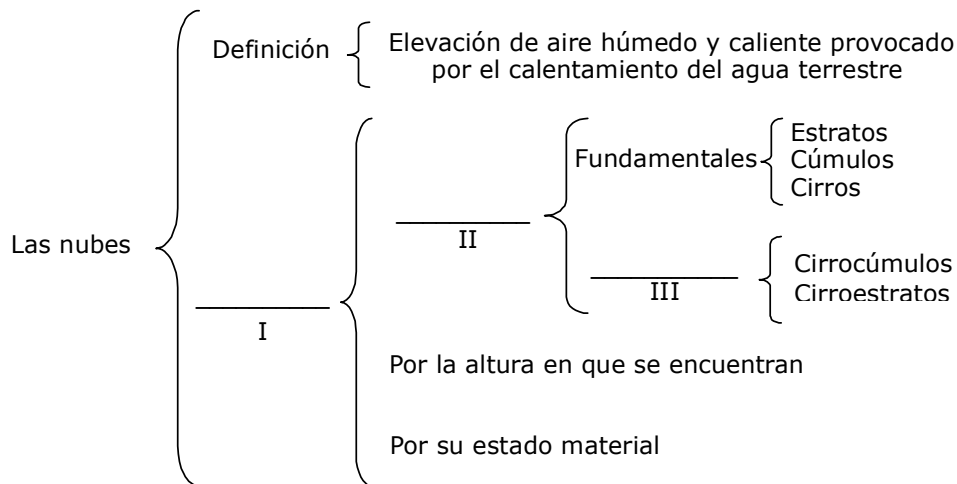 Definición
Elevación de aire húmedo y caliente provocado
por el calentamiento del agua terrestre
Las nubes
I
II
Fundamentales
Estratos
Cúmulos
Cirros
III
Cirrocúmulos
Cirroestratos
Por la altura en que se encuentran
Por su estado material